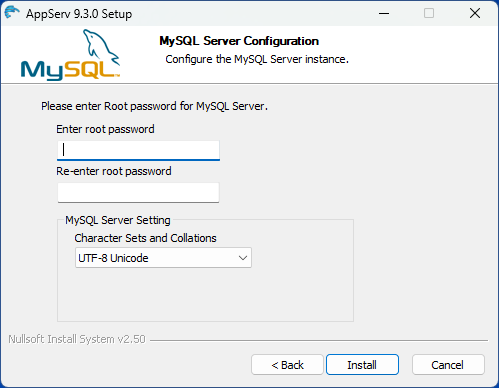 AppServ 9.3.0 Setup
MySQL Server Configuration
Configure the MySQL Server instance.
MySQL
Please enter Root password for MySQL Server.
Enter root password
Re-enter root password
MySQL Server Setting
Character Sets and Collations
UTF-8 Unicode
Nullsoft Install System v2.50
< Back
Install
Cancel